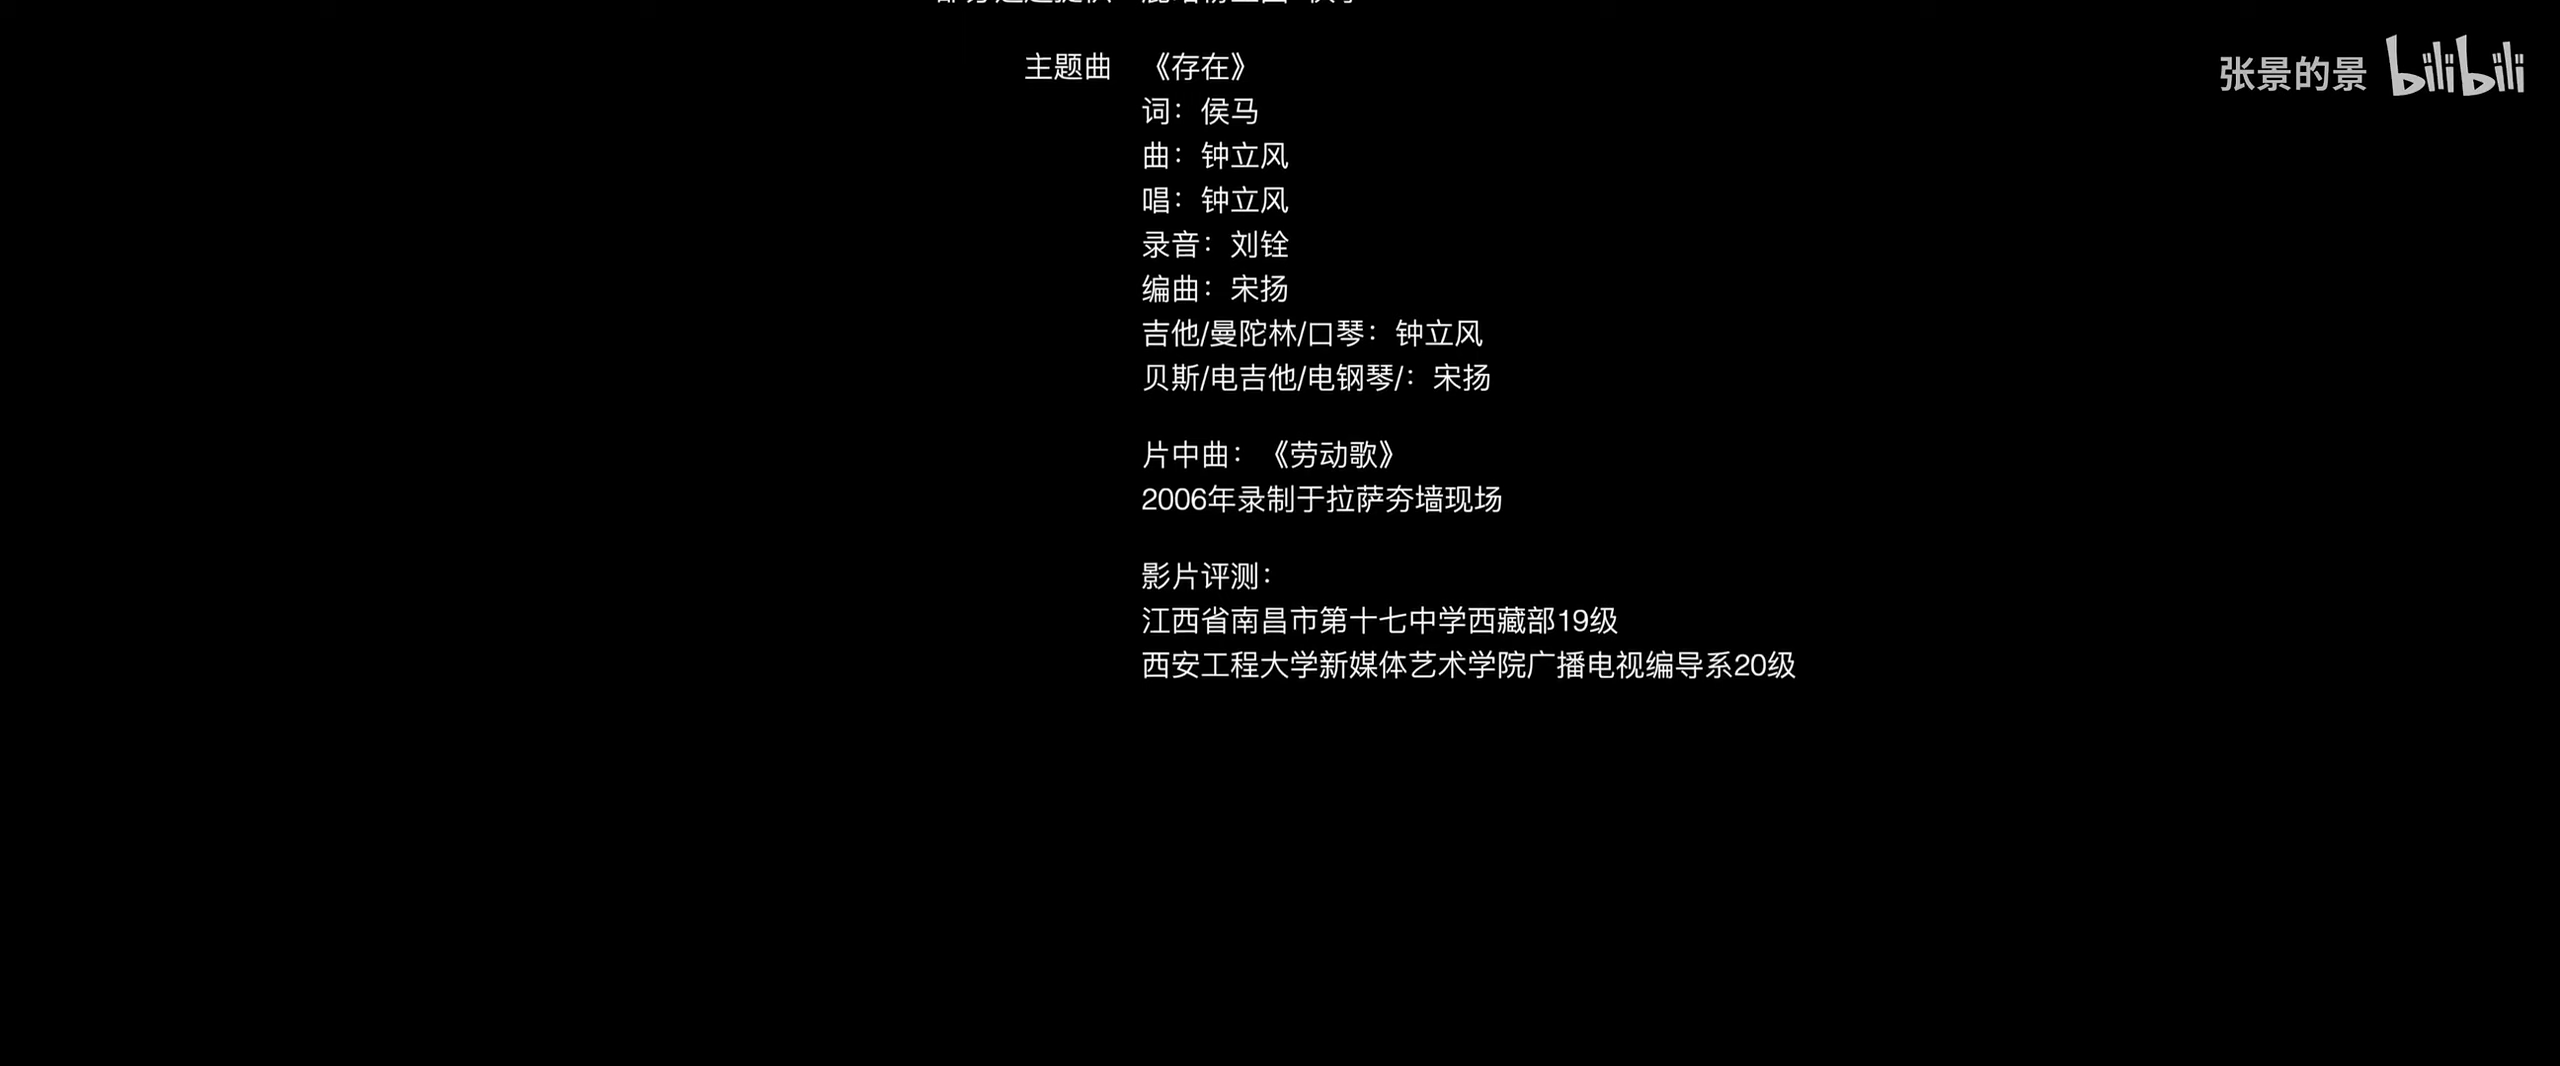 主题曲 《存在》
词：侯马
曲：钟立风
唱：钟立风
录音：刘铨
编曲：宋扬
吉他/曼陀林/口琴：钟立风
贝斯/电吉他/电钢琴/：宋扬
片中曲：《劳动歌》
2006年录制于拉萨夯墙现场
影片评测：
江西省南昌市第十七中学西藏部19级
西安工程大学新媒体艺术学院广播电视编导系20级
张景的景 bilibili